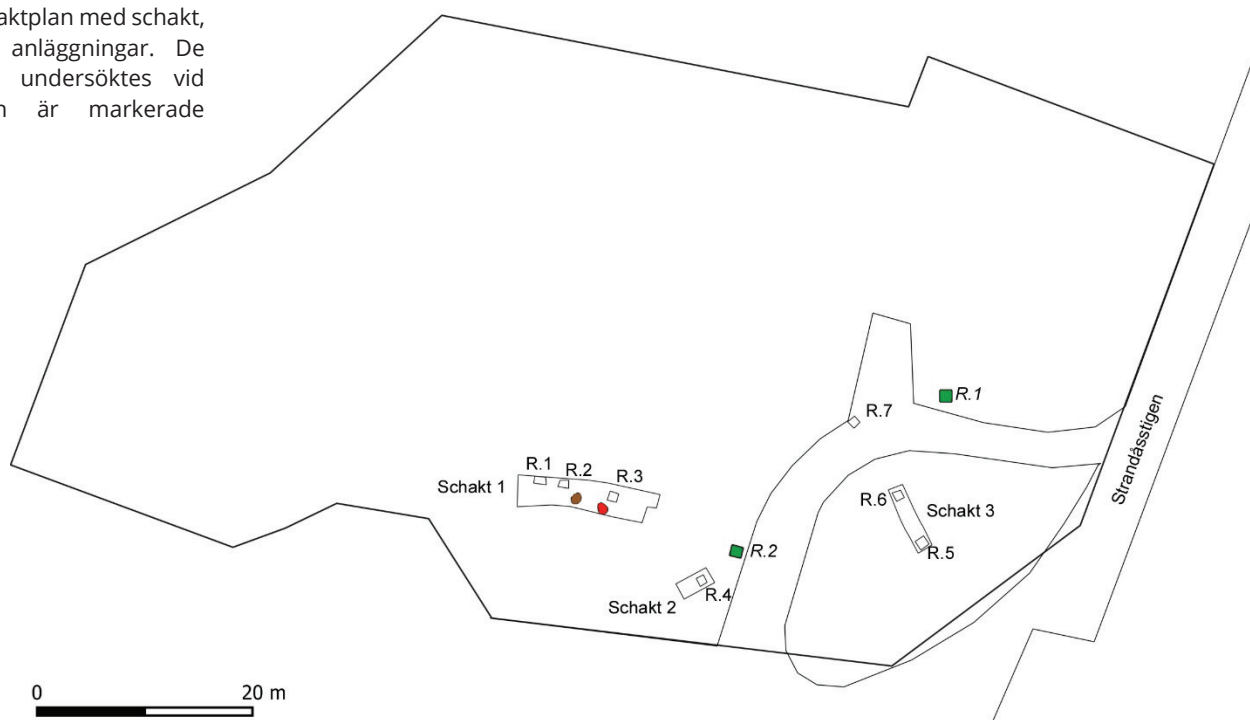 aktplan med schakt,
anläggningar. De
undersöktes vid
är markerade
R.1
R.7
Strandåsstigen
R.1
R.2
R.3
Schakt 1
R.6
Schakt 3
R.5
R.2
R.4
Schakt 2
0 20 m